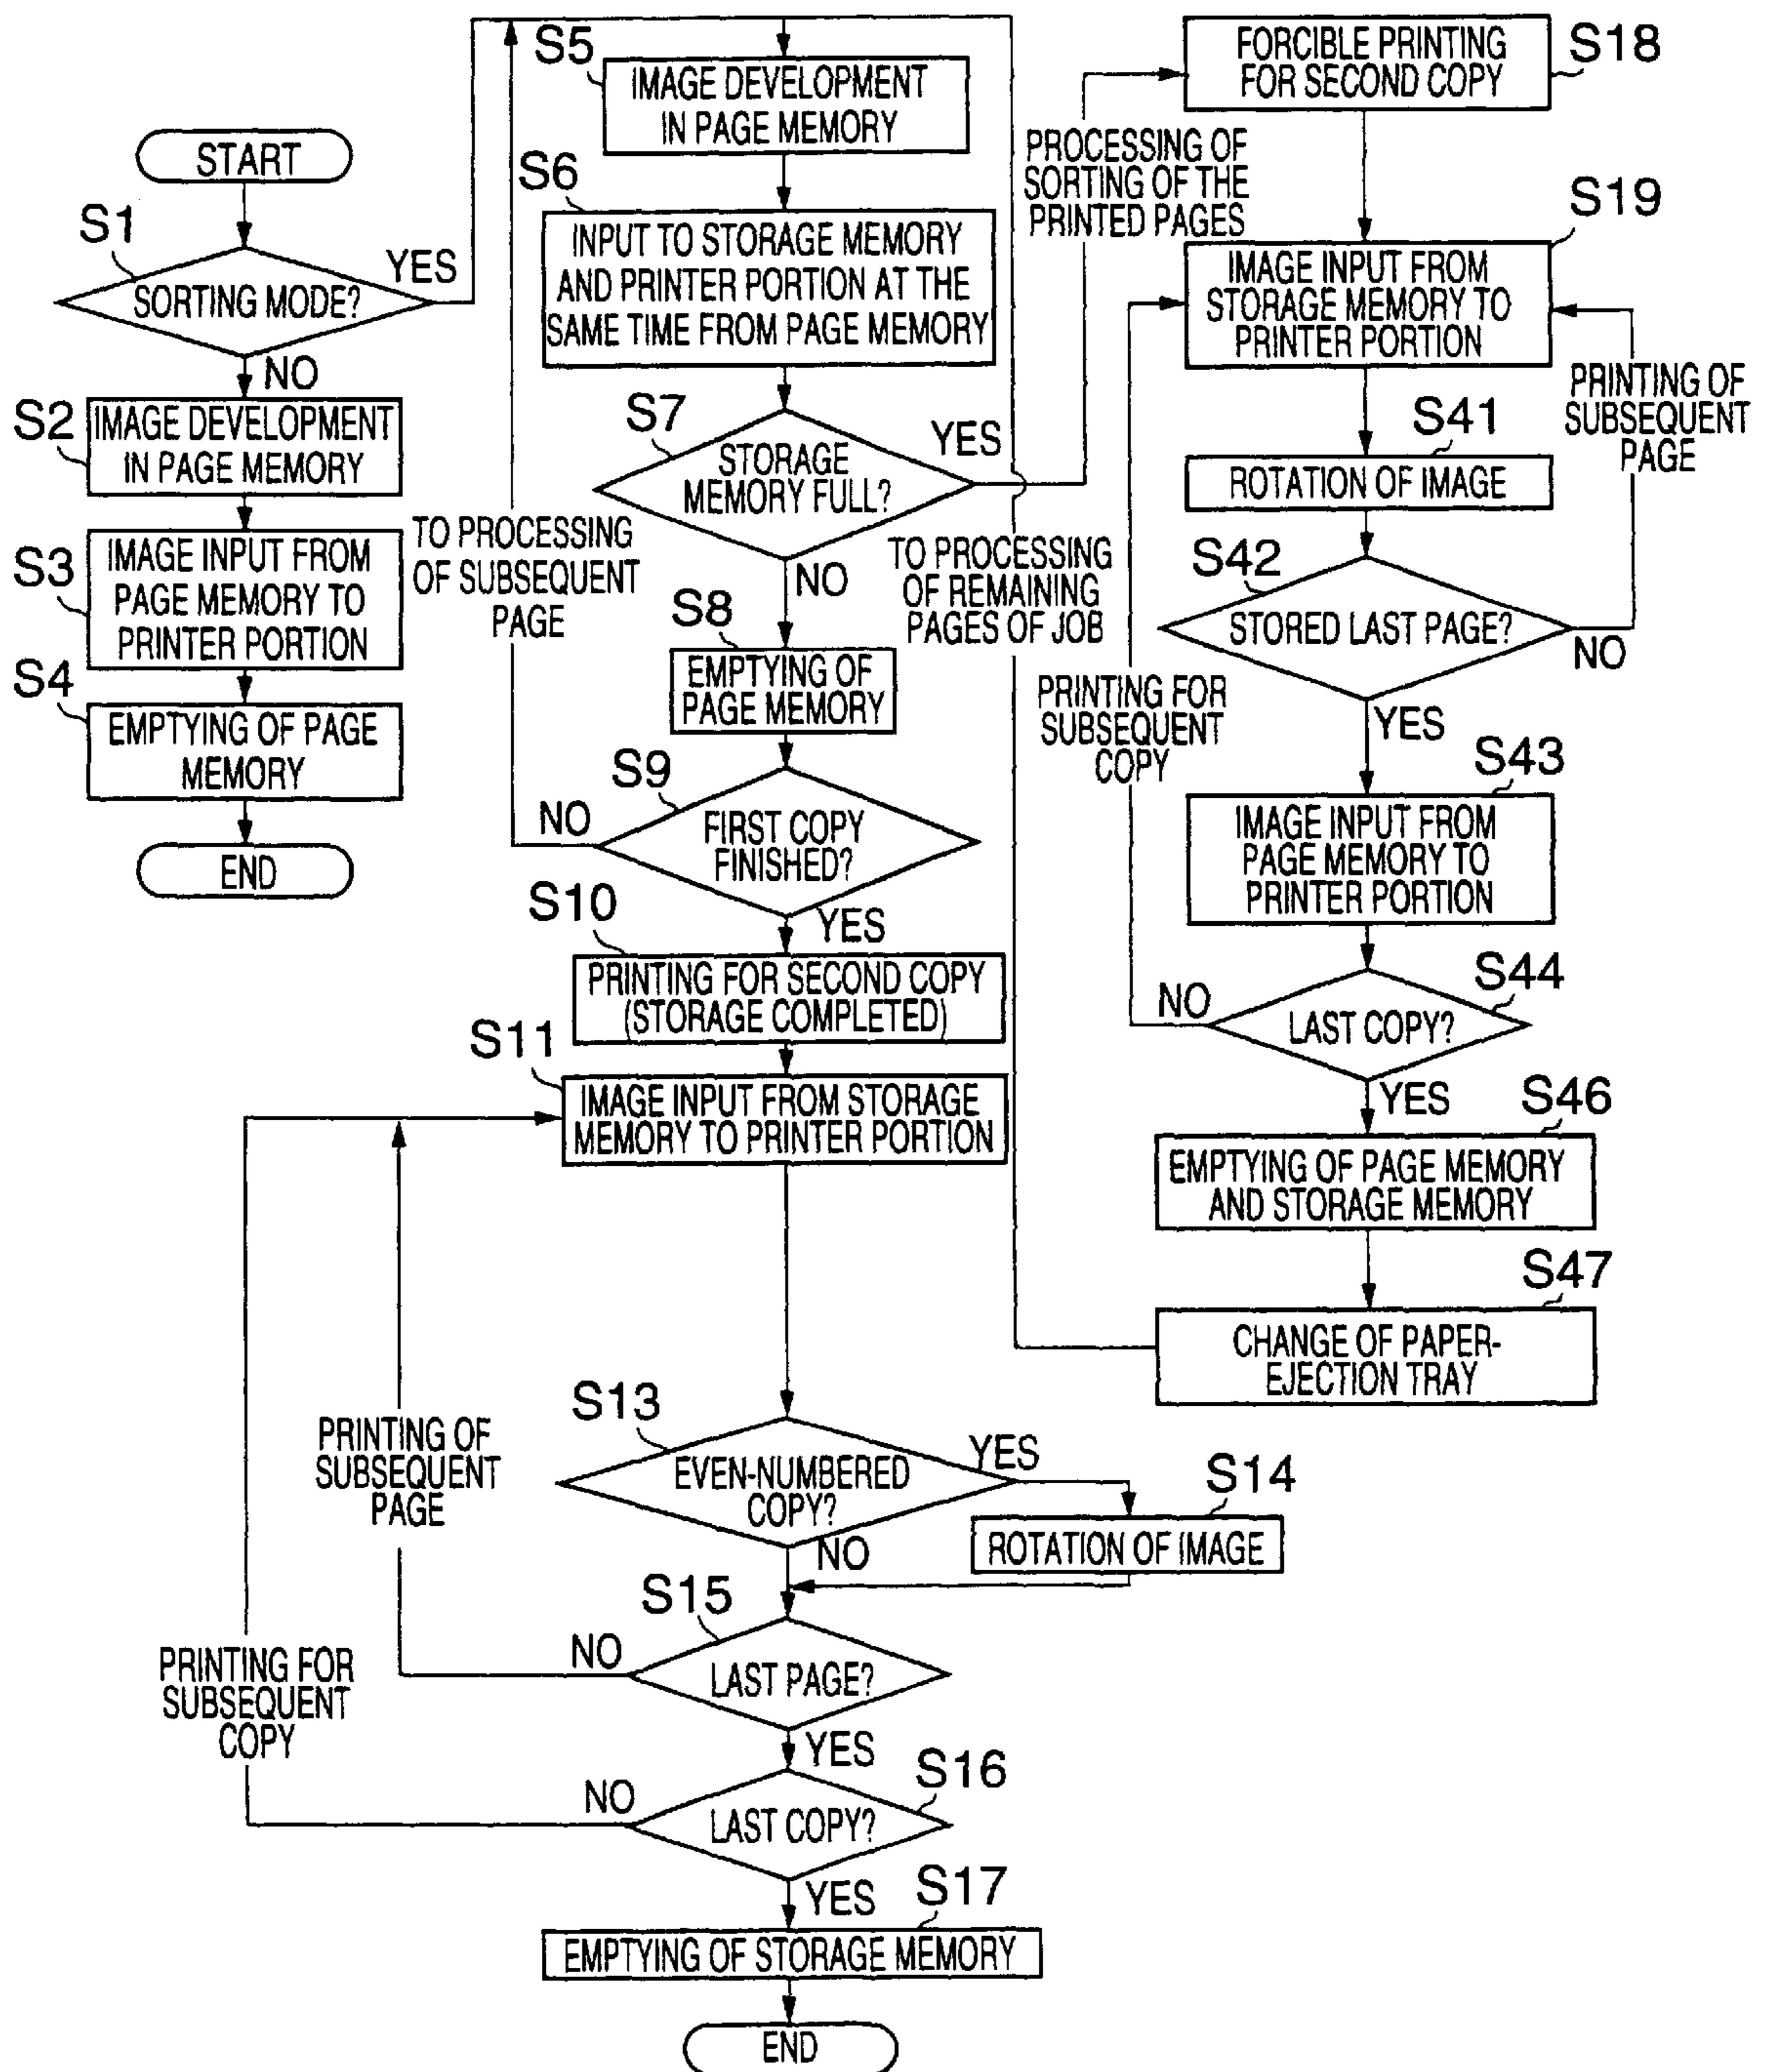 START
S1
SORTING MODE?
YES
NO
S2
IMAGE DEVELOPMENT
IN PAGE MEMORY
S3
IMAGE INPUT FROM
PAGE MEMORY TO
PRINTER PORTION
S4
EMPTYING OF PAGE
MEMORY
END
S5
IMAGE DEVELOPMENT
IN PAGE MEMORY
S6
INPUT TO STORAGE MEMORY
AND PRINTER PORTION AT THE
SAME TIME FROM PAGE MEMORY
S7
STORAGE
MEMORY FULL?
YES
NO
TO PROCESSING
OF SUBSEQUENT
PAGE
S8
EMPTYING OF
PAGE MEMORY
S9
FIRST COPY
FINISHED?
NO
YES
S10
PRINTING FOR SECOND COPY
(STORAGE COMPLETED)
S11
IMAGE INPUT FROM STORAGE
MEMORY TO PRINTER PORTION
S13
EVEN-NUMBERED
COPY?
YES
NO
S14
ROTATION OF IMAGE
PRINTING OF
SUBSEQUENT
PAGE
S15
LAST PAGE?
NO
YES
PRINTING FOR
SUBSEQUENT
COPY
S16
LAST COPY?
NO
YES
S17
EMPTYING OF STORAGE MEMORY
END
PROCESSING OF
SORTING OF THE
PRINTED PAGES
S18
FORCIBLE PRINTING
FOR SECOND COPY
S19
IMAGE INPUT FROM
STORAGE MEMORY TO
PRINTER PORTION
PRINTING OF
SUBSEQUENT
PAGE
S41
ROTATION OF IMAGE
S42
STORED LAST PAGE?
NO
YES
TO PROCESSING
OF REMAINING
PAGES OF JOB
PRINTING FOR
SUBSEQUENT
COPY
S43
IMAGE INPUT FROM
PAGE MEMORY TO
PRINTER PORTION
S44
LAST COPY?
NO
YES
S46
EMPTYING OF PAGE MEMORY
AND STORAGE MEMORY
S47
CHANGE OF PAPER-
EJECTION TRAY